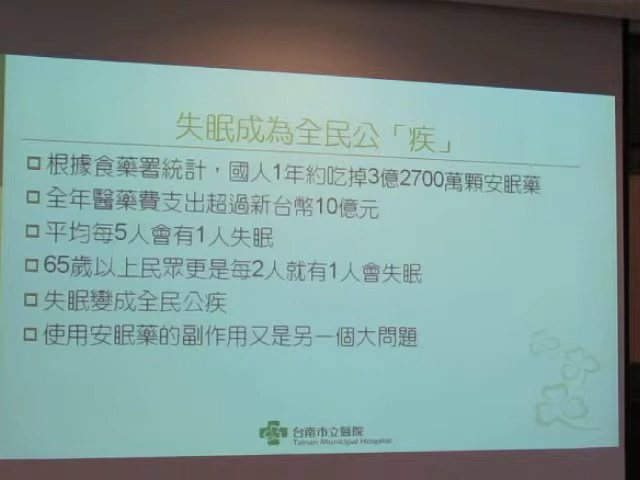 失眠成為全民公「疾」
根據食藥署統計，國人1年約吃掉3億2700萬顆安眠藥
全年醫藥費支出超過新台幣10億元
平均每5人會有1人失眠
65歲以上民眾更是每2人就有1人會失眠
失眠變成全民公疾
使用安眠藥的副作用又是另一個大問題
台南市立醫院
Tainan Municipal Hospital